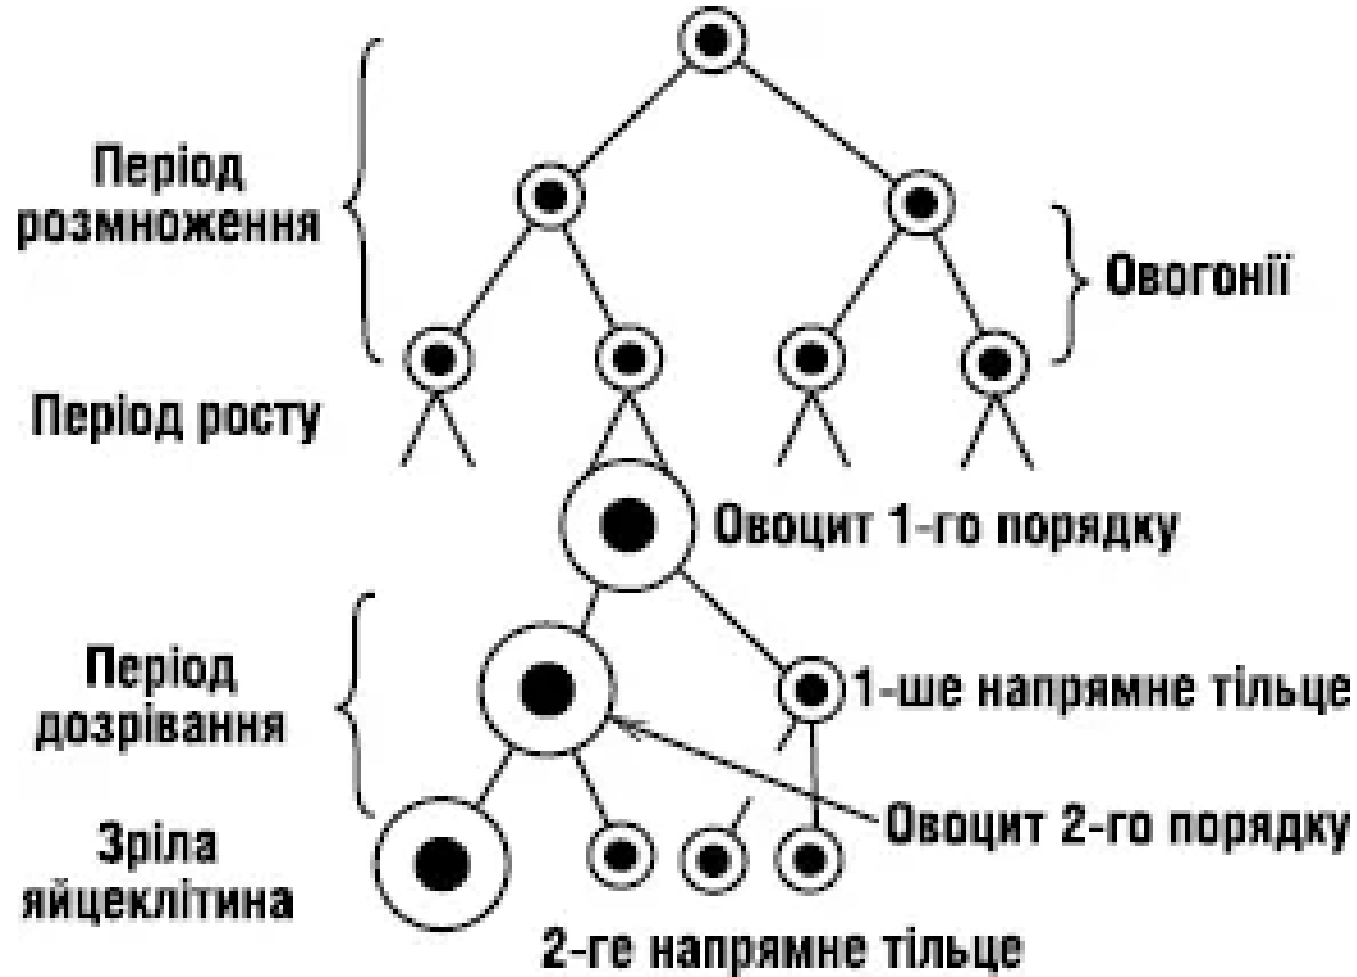 Період
розмноження
Овогонії
Період росту
Овоцит 1-го порядку
Період
дозрівання
1-ше напрямне тільце
Овоцит 2-го порядку
Зріла
яйцеклітина
2-ге напрямне тільце